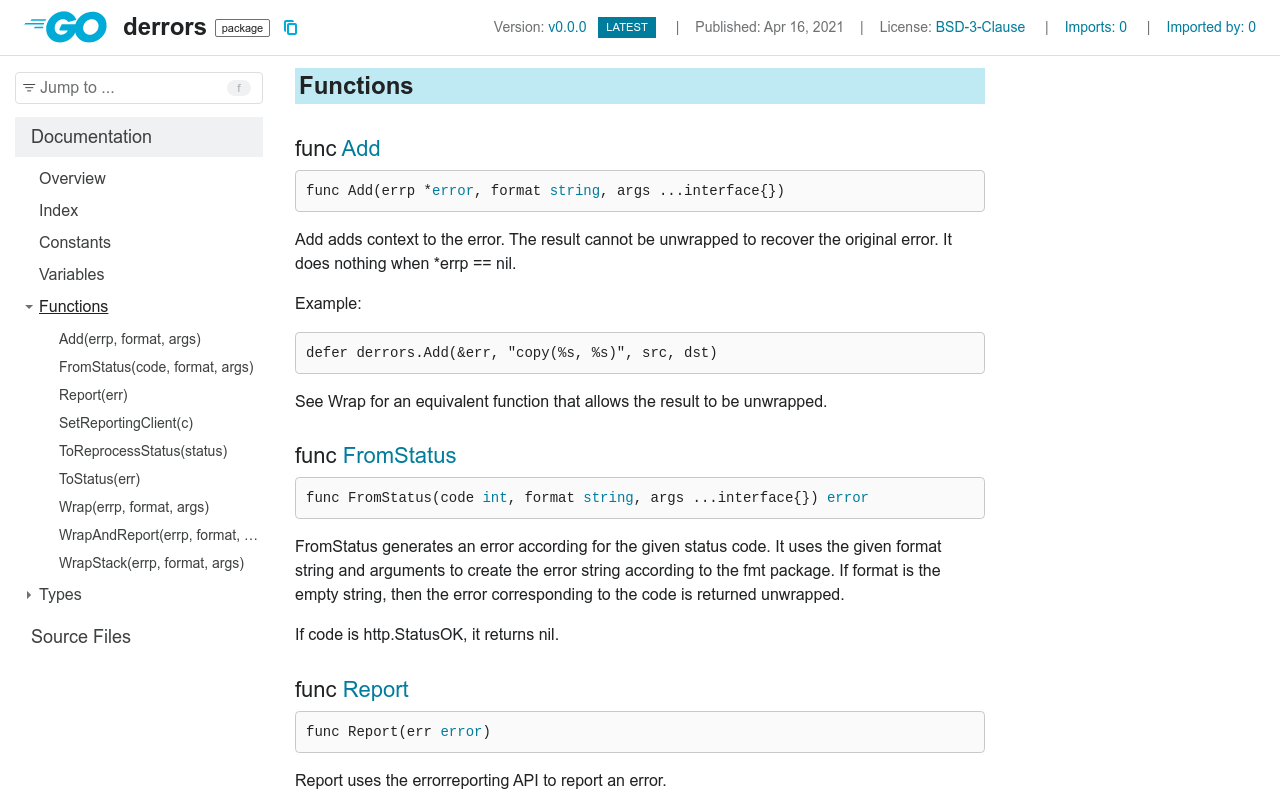 GO derrors package Version: v0.0.0 LATEST | Published: Apr 16, 2021 | License: BSD-3-Clause | Imports: 0 | Imported by: 0
Jump to ... f
Documentation
Overview
Index
Constants
Variables
Functions
Add(errp, format, args)
FromStatus(code, format, args)
Report(err)
SetReportingClient(c)
ToReprocessStatus(status)
ToStatus(err)
Wrap(errp, format, args)
WrapAndReport(errp, format, …
WrapStack(errp, format, args)
Types
Source Files
Functions
func Add
func Add(errp *error, format string, args ...interface{})
Add adds context to the error. The result cannot be unwrapped to recover the original error. It
does nothing when *errp == nil.
Example:
defer derrors.Add(&err, "copy(%s, %s)", src, dst)
See Wrap for an equivalent function that allows the result to be unwrapped.
func FromStatus
func FromStatus(code int, format string, args ...interface{}) error
FromStatus generates an error according for the given status code. It uses the given format
string and arguments to create the error string according to the fmt package. If format is the
empty string, then the error corresponding to the code is returned unwrapped.
If code is http.StatusOK, it returns nil.
func Report
func Report(err error)
Report uses the errorreporting API to report an error.